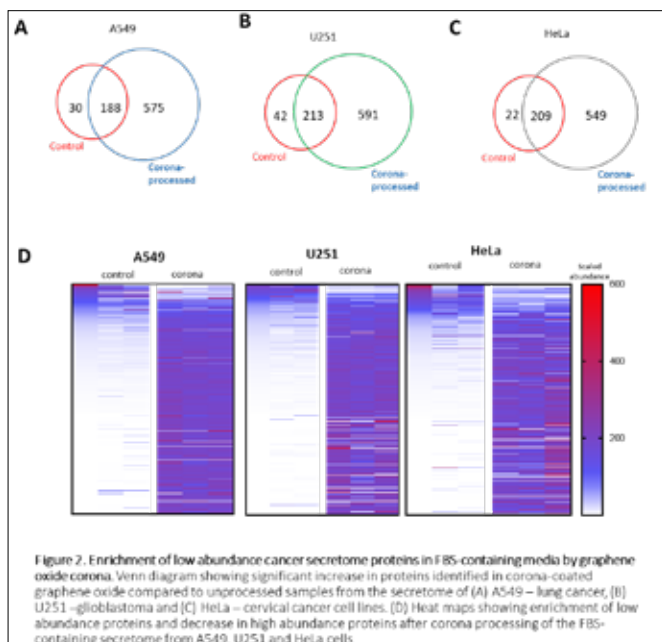 A
A549
30 188 575
Control
Corona-
processed
B
U251
42 213 591
Control
Corona-
processed
C
HeLa
22 209 549
Control
Corona-
processed
D
A549 U251 HeLa
control corona control corona control corona
Scaled
abundance
600
400
200
Figure 2. Enrichment of low abundance cancer secretome proteins in FBS-containing media by graphene
oxide corona. Venn diagram showing significant increase in proteins identified in corona-coated
graphene oxide compared to unprocessed samples from the secretome of (A) A549 – lung cancer, (B)
U251 –glioblastoma and (C) HeLa – cervical cancer cell lines. (D) Heat maps showing enrichment of low
abundance proteins and decrease in high abundance proteins after corona processing of the FBS-
containing secretome from A549, U251 and HeLa cells